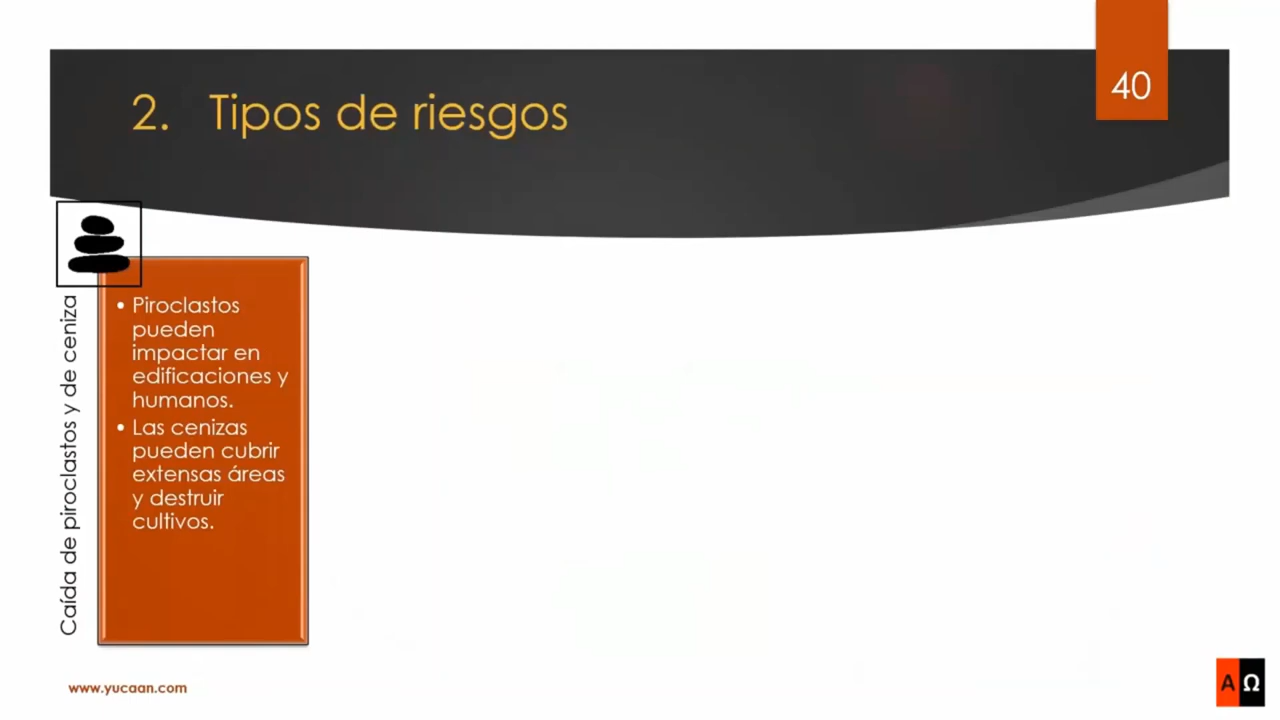 40
2. Tipos de riesgos
Caída de piroclastos y de ceniza
• Piroclastos
pueden
impactar en
edificaciones y
humanos.
• Las cenizas
pueden cubrir
extensas áreas
y destruir
cultivos.
www.yucaan.com
AΩ